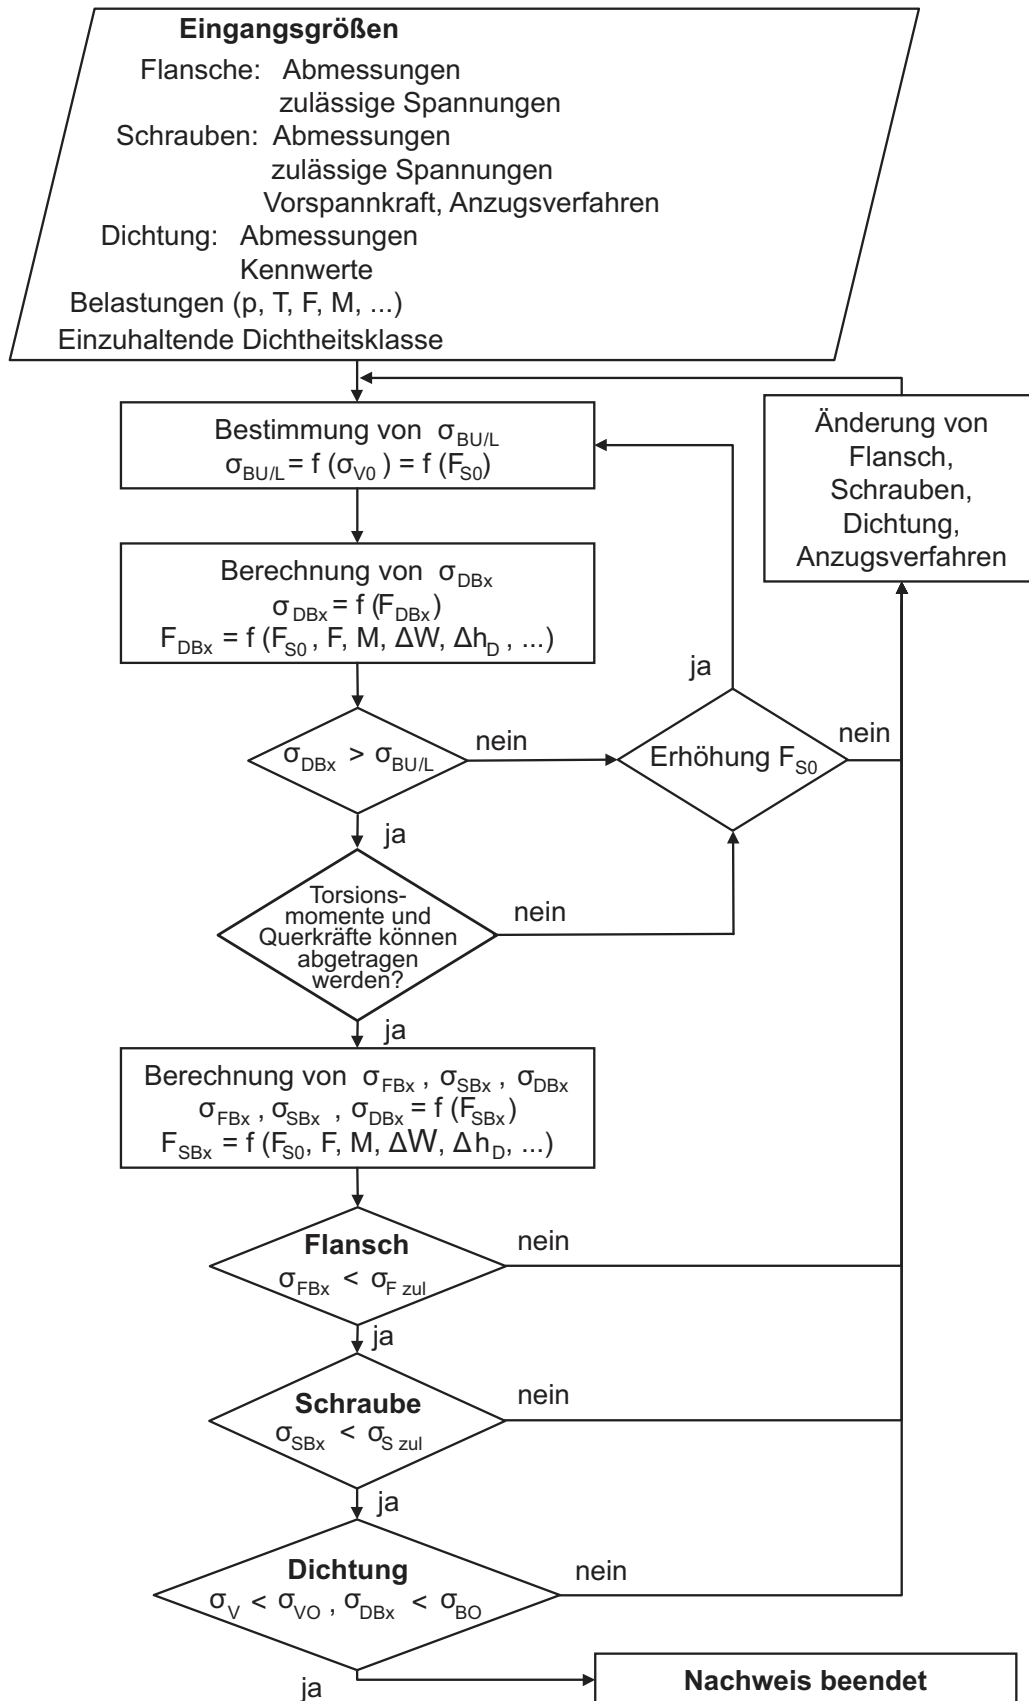 Eingangsgrößen
Flansche: Abmessungen
zulässige Spannungen
Schrauben: Abmessungen
zulässige Spannungen
Vorspannkraft, Anzugsverfahren
Dichtung: Abmessungen
Kennwerte
Belastungen (p, T, F, M, ...)
Einzuhaltende Dichtheitsklasse
Bestimmung von σBU/L
σBU/L = f (σV0) = f (FS0)
Änderung von
Flansch,
Schrauben,
Dichtung,
Anzugsverfahren
Berechnung von σDBx
σDBx = f (FDBx)
FDBx = f (FS0, F, M, ΔW, ΔhD, ...)
ja
σDBx > σBU/L
nein
Erhöhung FS0
nein
ja
Torsions-
momente und
Querkräfte können
abgetragen
werden?
nein
ja
Berechnung von σFBx, σSBx, σDBx
σFBx, σSBx, σDBx = f (FSBx)
FSBx = f (FS0, F, M, ΔW, ΔhD, ...)
Flansch
σFBx < σF zul
nein
ja
Schraube
σSBx < σS zul
nein
ja
Dichtung
σV < σVO, σDBx < σBO
nein
ja
Nachweis beendet